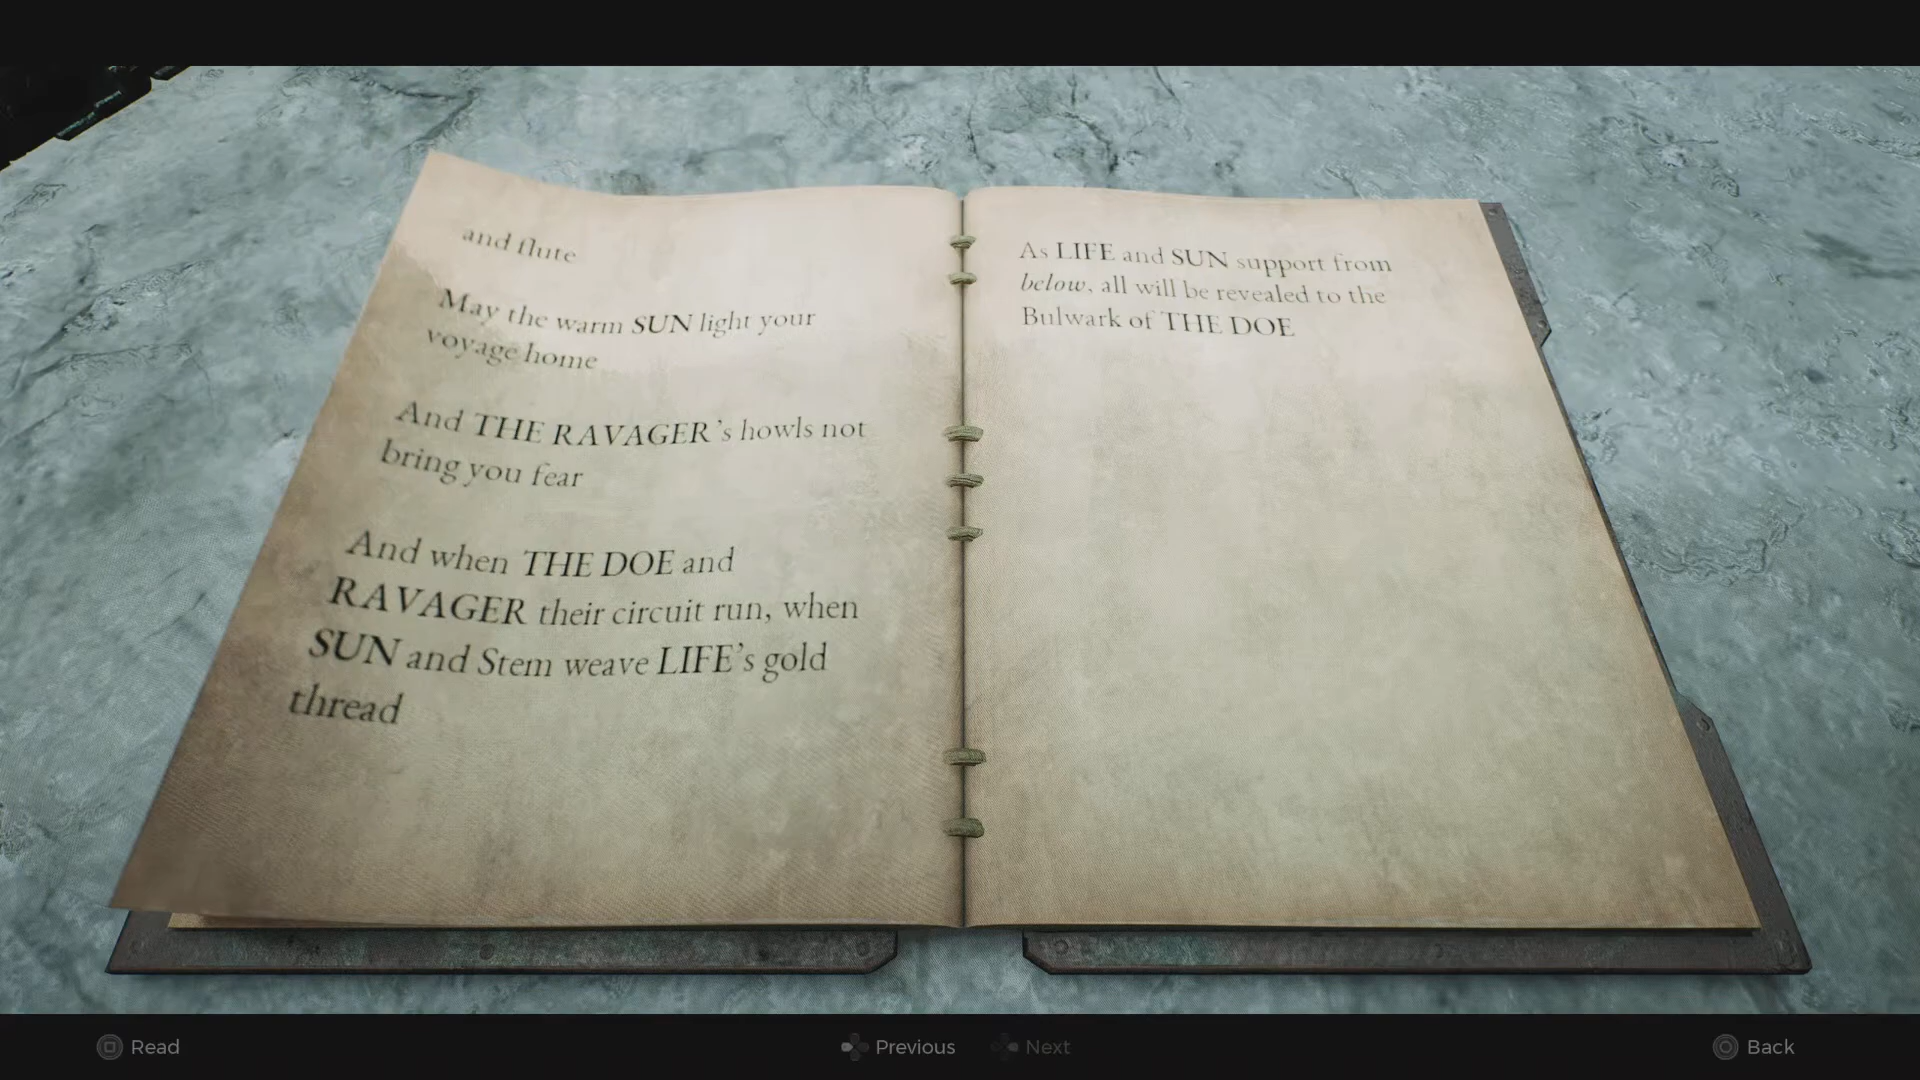 and flute
May the warm SUN light your
voyage home
And THE RAVAGER's howls not
bring you fear
And when THE DOE and
RAVAGER their circuit run, when
SUN and Stem weave LIFE's gold
thread
As LIFE and SUN support from
below, all will be revealed to the
Bulwark of THE DOE
Read
Previous
Next
Back